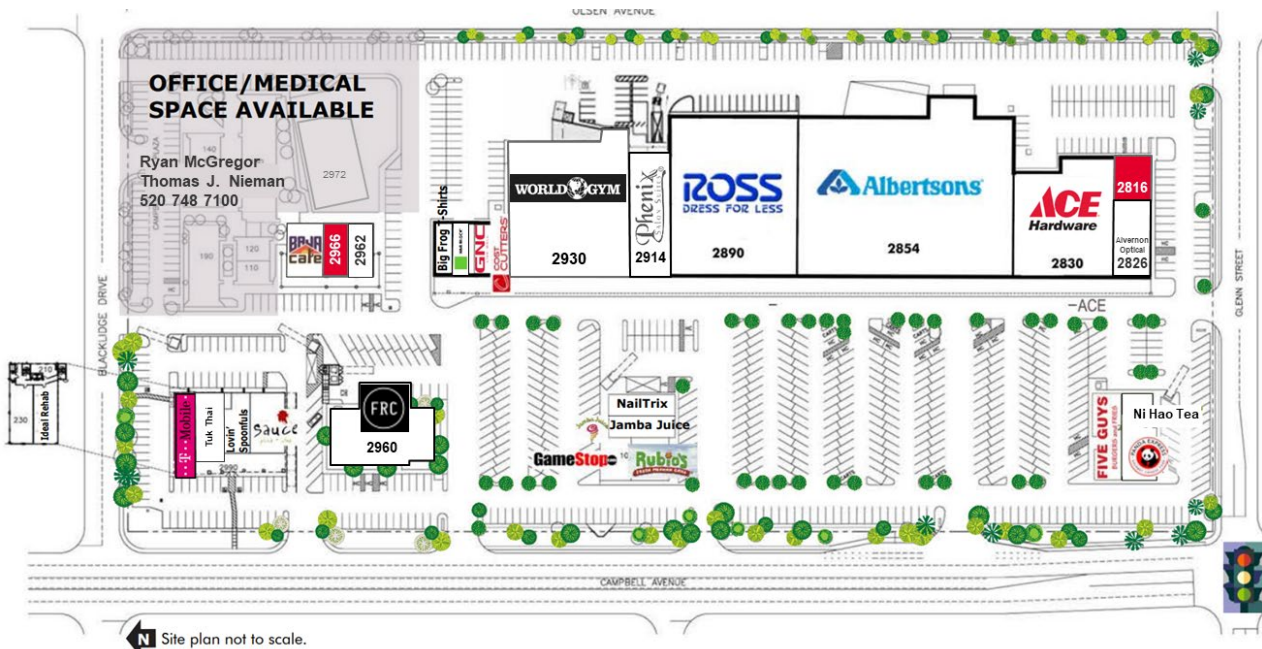 OLSEN AVENUE
OFFICE/MEDICAL
SPACE AVAILABLE
Ryan McGregor
Thomas J. Nieman
520 748 7100
140
2972
190
120
110
BAJA
cafe
2966
2962
BLACKLIDGE DRIVE
GLENN STREET
Big Frog T-Shirts
GNC
COST
CUTTERS
WORLD GYM
2930
Phenix
2914
ROSS
DRESS FOR LESS
2890
Albertsons
2854
ACE
Hardware
2830
2816
Alvernon
Optical
2826
-ACE
210
230
Ideal Rehab
T Mobile
Tuk Thai
Lovin'
Spoonfuls
sauce
2990
FRC
2960
NailTrix
Jamba Juice
GameStop
Rubio's
FIVE GUYS
BURGERS and FRIES
Ni Hao Tea
PANDA EXPRESS
CAMPBELL AVENUE
N Site plan not to scale.